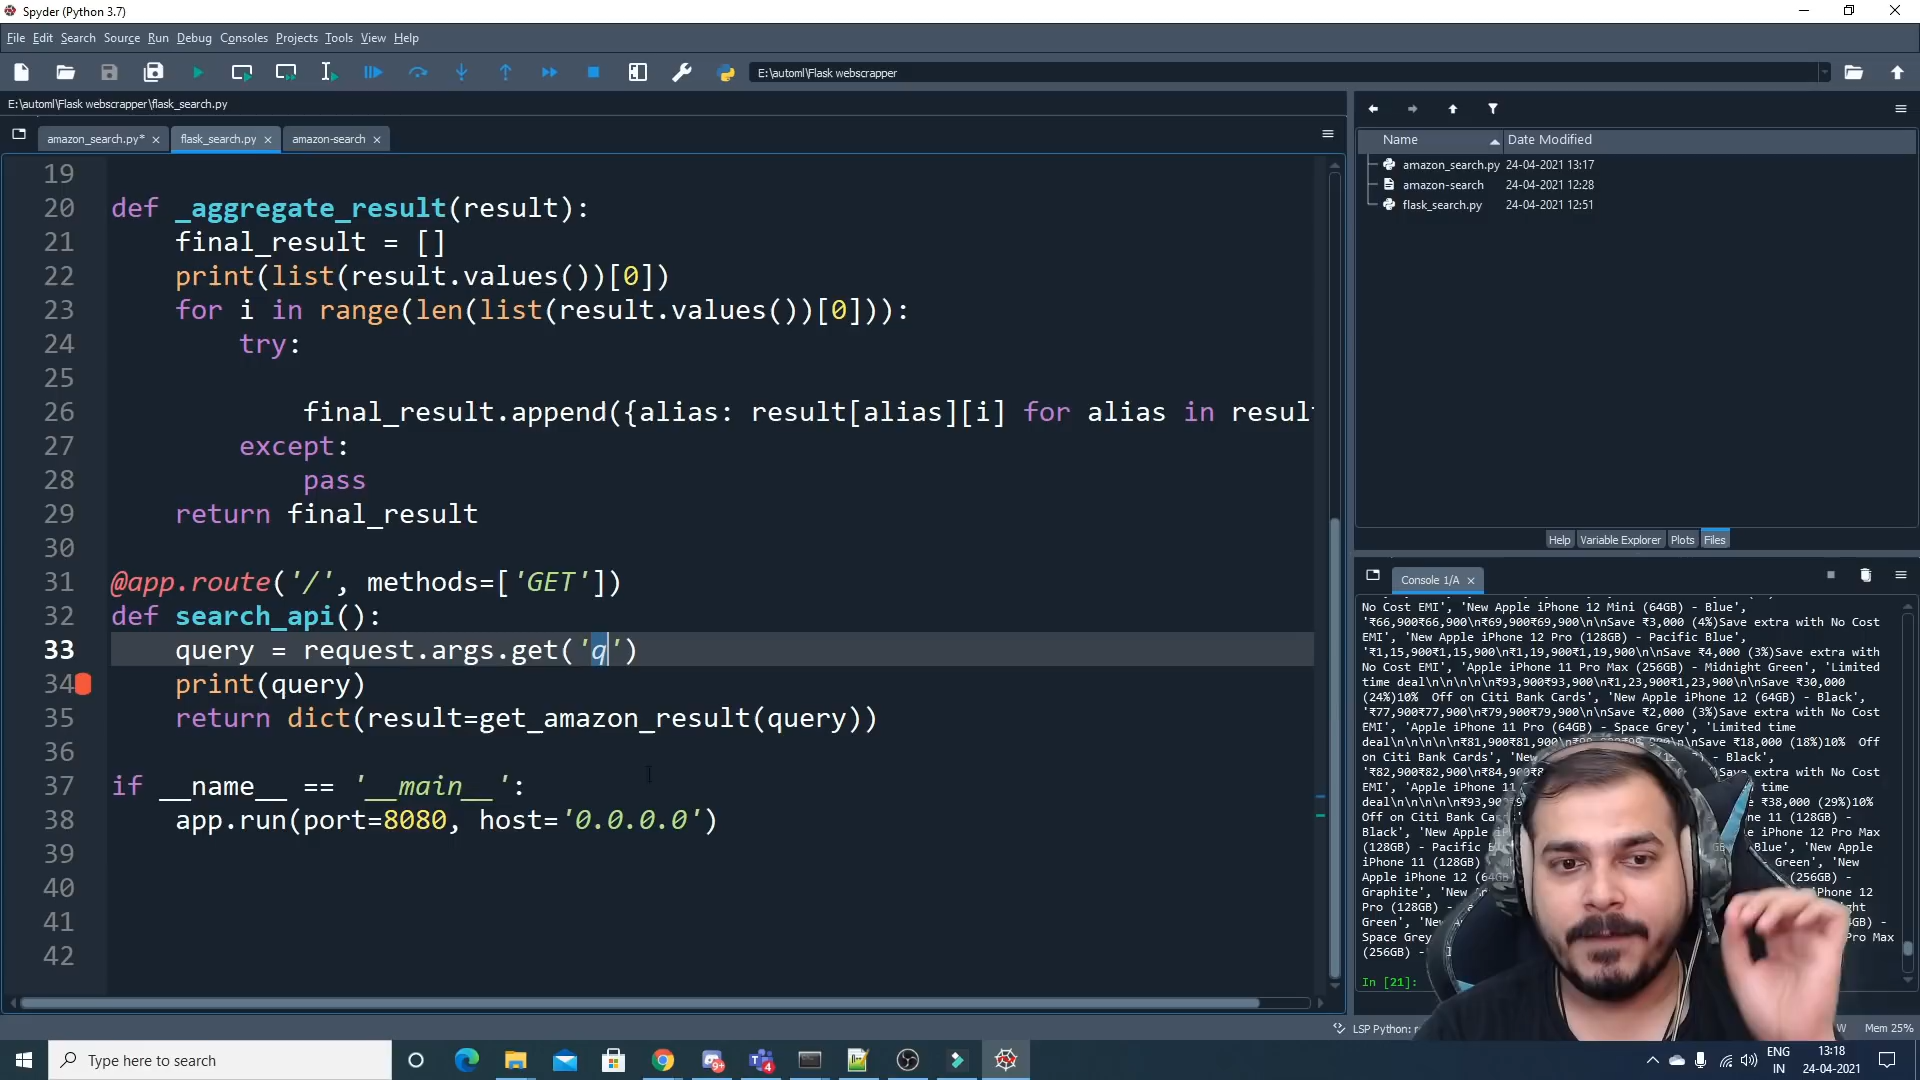 Spyder (Python 3.7)
File Edit Search Source Run Debug Consoles Projects Tools View Help
E:\automl\Flask webscrapper
E:\automl\Flask webscrapper\flask_search.py
amazon_search.py*
flask_search.py
amazon-search
19
20 def _aggregate_result(result):
21 final_result = []
22 print(list(result.values())[0])
23 for i in range(len(list(result.values())[0])):
24 try:
25
26 final_result.append({alias: result[alias][i] for alias in result
27 except:
28 pass
29 return final_result
30
31 @app.route('/', methods=['GET'])
32 def search_api():
33 query = request.args.get('q')
34 print(query)
35 return dict(result=get_amazon_result(query))
36
37 if __name__ == '__main__':
38 app.run(port=8080, host='0.0.0.0')
39
40
41
42
Name Date Modified
amazon_search.py 24-04-2021 13:17
amazon-search 24-04-2021 12:28
flask_search.py 24-04-2021 12:51
Help Variable Explorer Plots Files
Console 1/A
No Cost EMI', 'New Apple iPhone 12 Mini (64GB) - Blue',
'₹66,900₹66,900\n₹69,900₹69,900\n\nSave ₹3,000 (4%)Save extra with No Cost
EMI', 'New Apple iPhone 12 Pro (128GB) - Pacific Blue',
'₹1,15,900₹1,15,900\n₹1,19,900₹1,19,900\n\nSave ₹4,000 (3%)Save extra with
No Cost EMI', 'Apple iPhone 11 Pro Max (256GB) - Midnight Green', 'Limited
time deal\n\n\n\n\n₹93,900₹93,900\n₹1,23,900₹1,23,900\n\nSave ₹30,000
(24%)10% Off on Citi Bank Cards', 'New Apple iPhone 12 (64GB) - Black',
'₹77,900₹77,900\n₹79,900₹79,900\n\nSave ₹2,000 (3%)Save extra with No Cost
EMI', 'Apple iPhone 11 Pro (64GB) - Space Grey', 'Limited time
deal\n\n\n\n\n₹81,900₹81,900\n Save ₹18,000 (18%)10% Off
on Citi Bank Cards', 'New Apple iPhone - Black',
'₹82,900₹82,900\n₹84,900 No Cost
EMI', 'Apple iPhone 11 time
deal\n\n\n\n\n₹93,90 ₹38,000 (29%)10%
Off on Citi Bank Cards 11 (128GB) -
Black', 'New Apple iPhone 12 Pro Max
(128GB) - Pacific Blue', 'New Apple
iPhone 11 (128GB) - Green', 'New
Apple iPhone 12 (64GB (256GB) -
Graphite', 'New iPhone 12
Pro (128GB) -
Green', 'New (64GB) -
Space Grey Pro Max
(256GB) -
In [21]:
LSP Python: W Mem 25%
Type here to search
9+
4
ENG
IN
13:18
24-04-2021